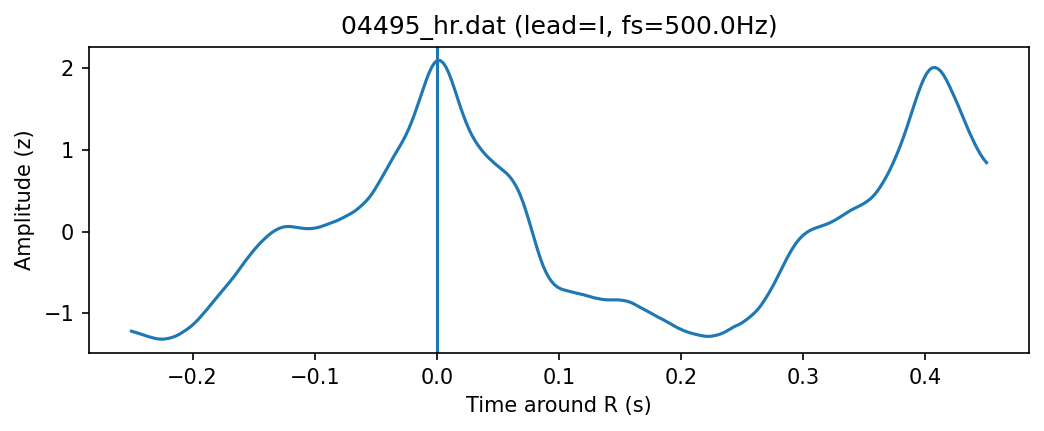 04495_hr.dat (lead=I, fs=500.0Hz)
Amplitude (z)
2
1
0
−1
−0.2 −0.1 0.0 0.1 0.2 0.3 0.4
Time around R (s)